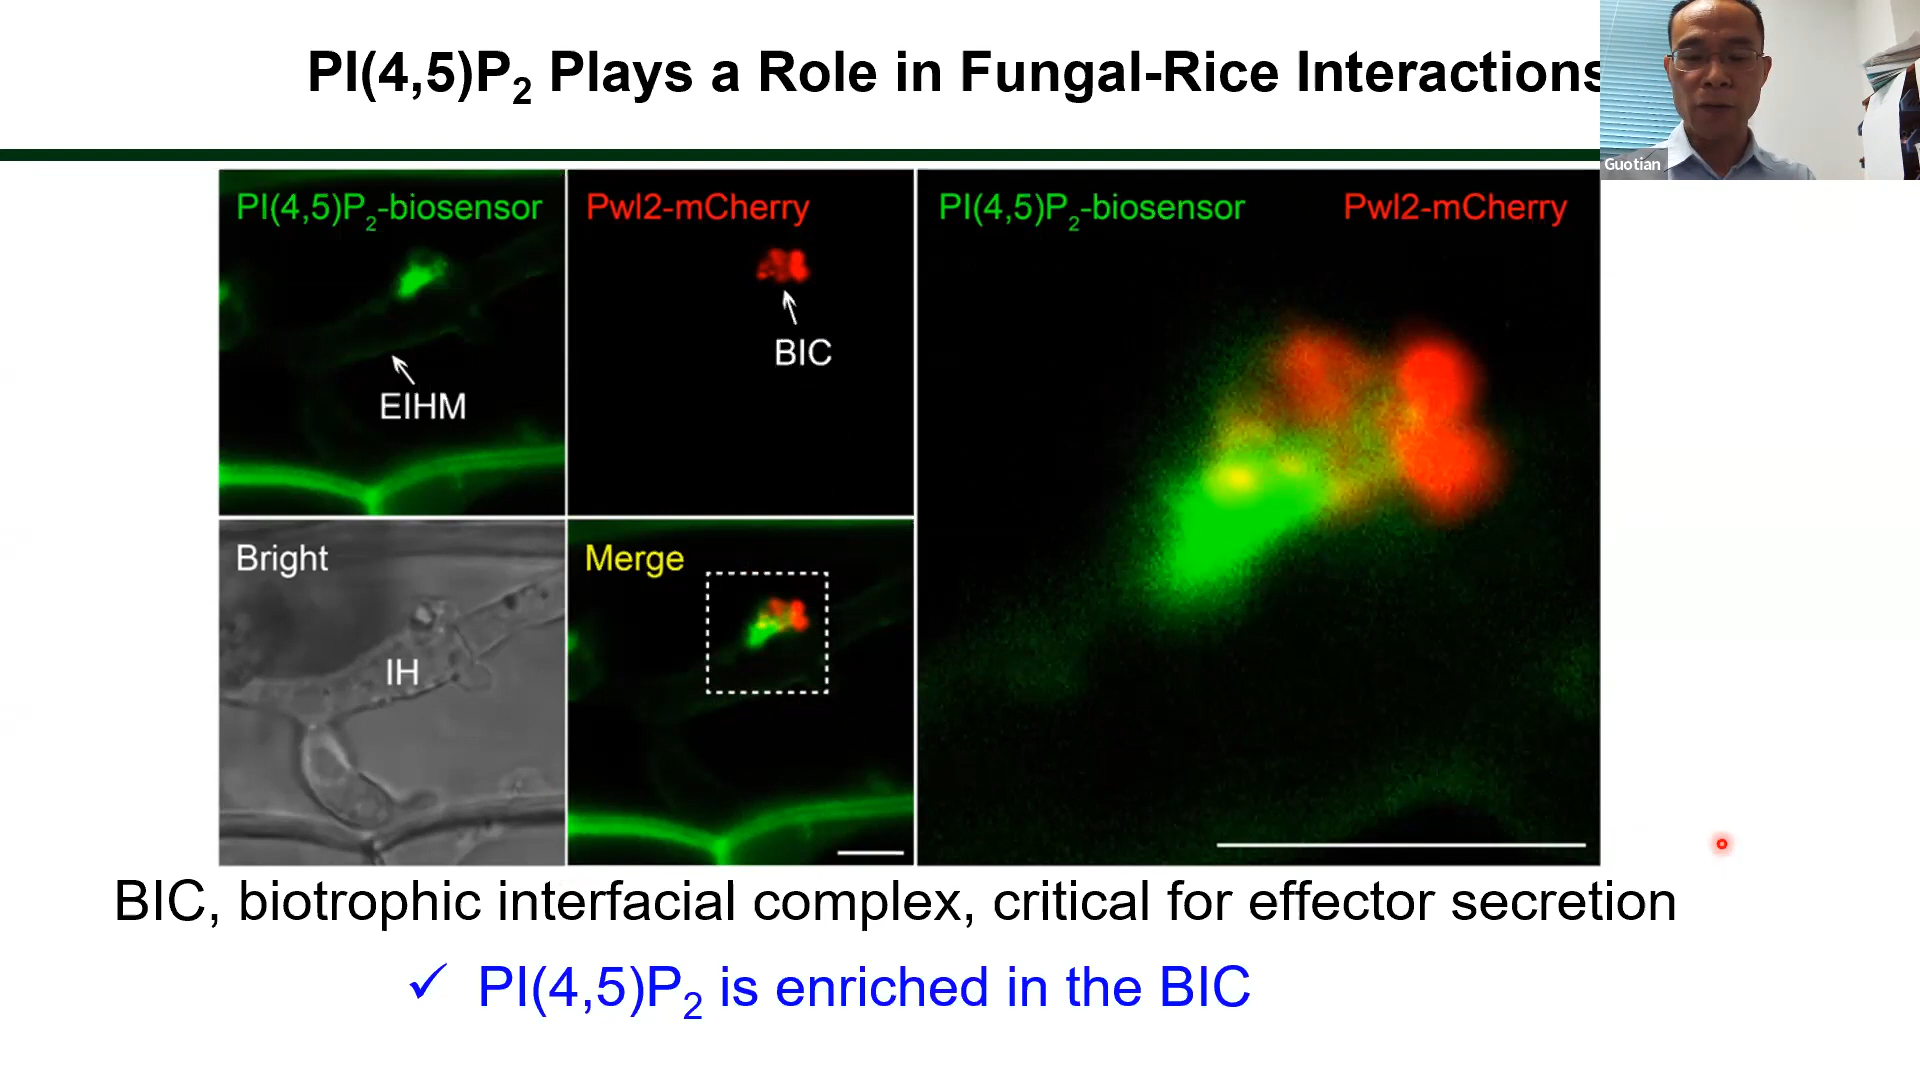 PI(4,5)P₂ Plays a Role in Fungal-Rice Interactions
Guotian
PI(4,5)P₂-biosensor
Pwl2-mCherry
PI(4,5)P₂-biosensor
Pwl2-mCherry
BIC
EIHM
Bright
Merge
IH
BIC, biotrophic interfacial complex, critical for effector secretion
✓ PI(4,5)P₂ is enriched in the BIC